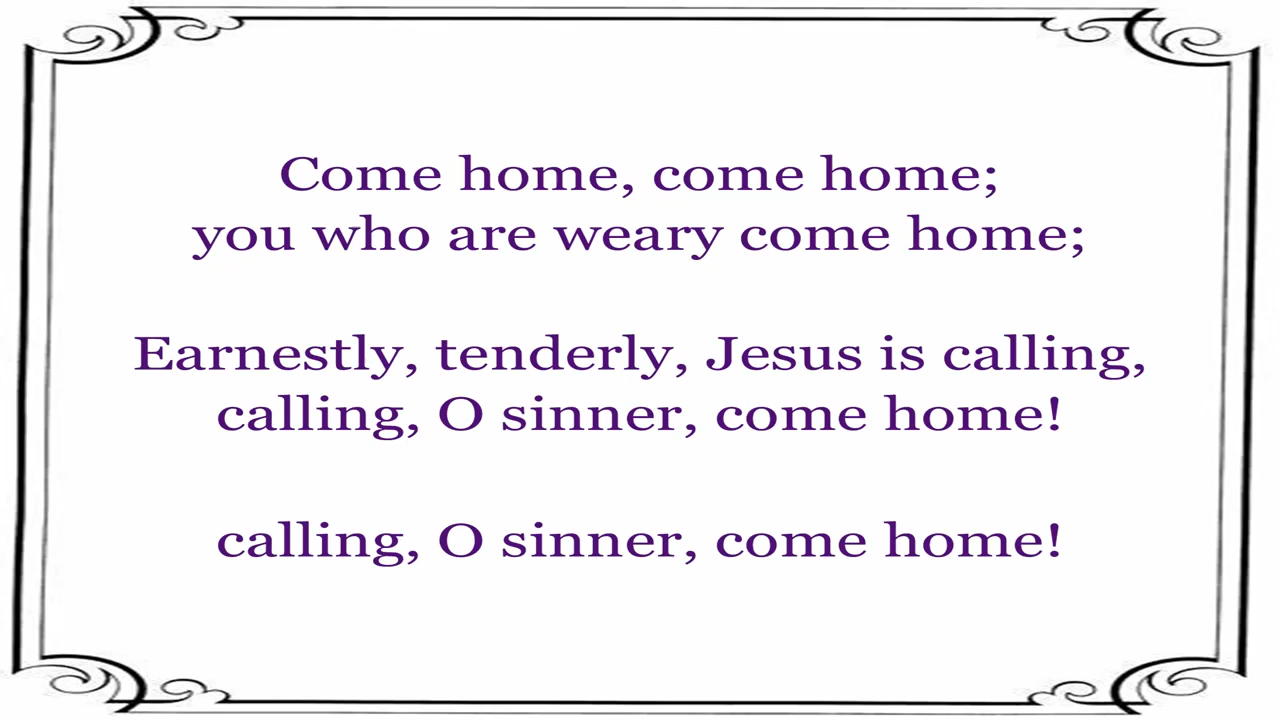 Come home, come home;
you who are weary come home;
Earnestly, tenderly, Jesus is calling,
calling, O sinner, come home!
calling, O sinner, come home!